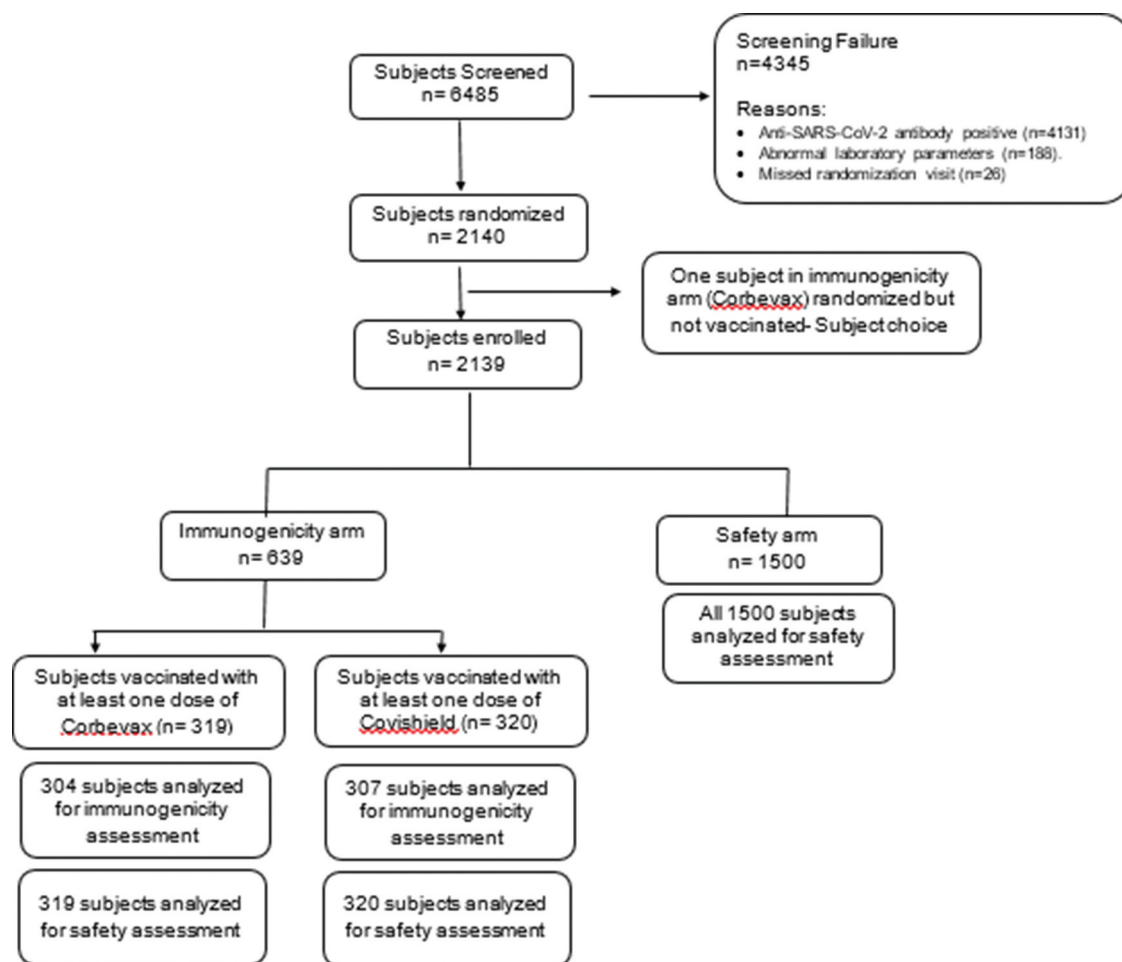 Subjects Screened
n= 6485
Screening Failure
n=4345
Reasons:
• Anti-SARS-CoV-2 antibody positive (n=4131)
• Abnormal laboratory parameters (n=188).
• Missed randomization visit (n=26)
Subjects randomized
n= 2140
One subject in immunogenicity
arm (Corbevax) randomized but
not vaccinated- Subject choice
Subjects enrolled
n= 2139
Immunogenicity arm
n= 639
Safety arm
n= 1500
All 1500 subjects
analyzed for safety
assessment
Subjects vaccinated with
at least one dose of
Corbevax (n= 319)
Subjects vaccinated with
at least one dose of
Covishield (n= 320)
304 subjects analyzed
for immunogenicity
assessment
307 subjects analyzed
for immunogenicity
assessment
319 subjects analyzed
for safety assessment
320 subjects analyzed
for safety assessment